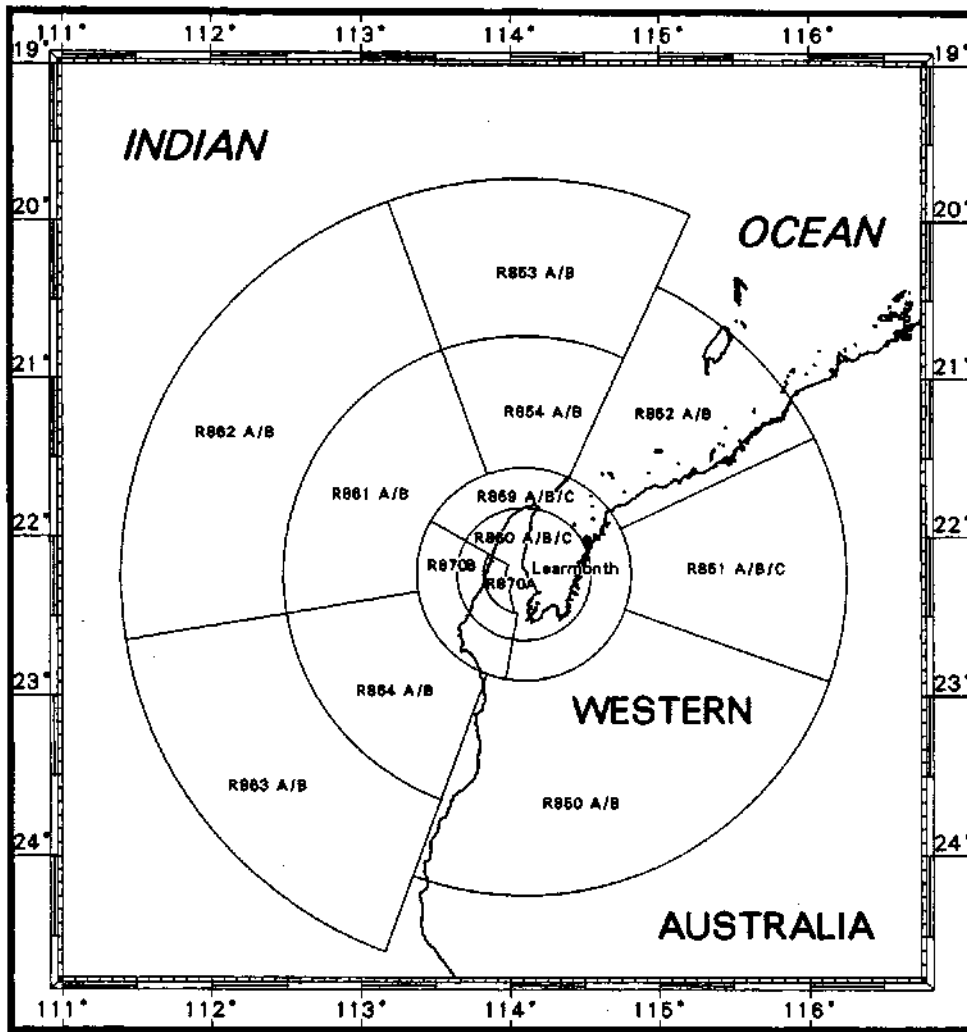 111° 112° 113° 114° 115° 116°
19° 19°
INDIAN
20° 20°
OCEAN
R853 A/B
21° 21°
R862 A/B
R854 A/B
R852 A/B
R861 A/B
R859 A/B/C
22° 22°
R860 A/B/C
R870B
Learmonth
R851 A/B/C
R870A
23° 23°
R864 A/B
WESTERN
R863 A/B
R850 A/B
24° 24°
AUSTRALIA
111° 112° 113° 114° 115° 116°